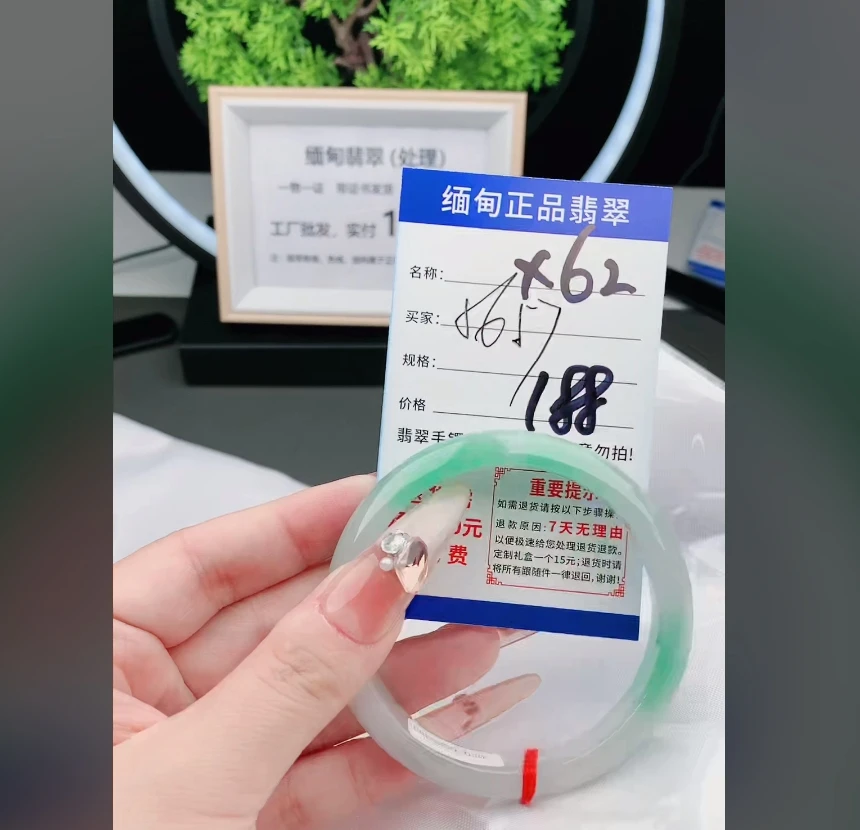 缅甸翡翠(处理)
一物一证
工厂批发，实付 1
缅甸正品翡翠
名称: x62
买家:
规格:
价格 188
翡翠手镯
意勿拍!
重要提示
如需退货请按以下步骤操
退款原因:7天无理由
以便极速给您处理退货退款。
定制礼盒一个15元;退货时请
将所有跟随件一律退回,谢谢!
0元
费